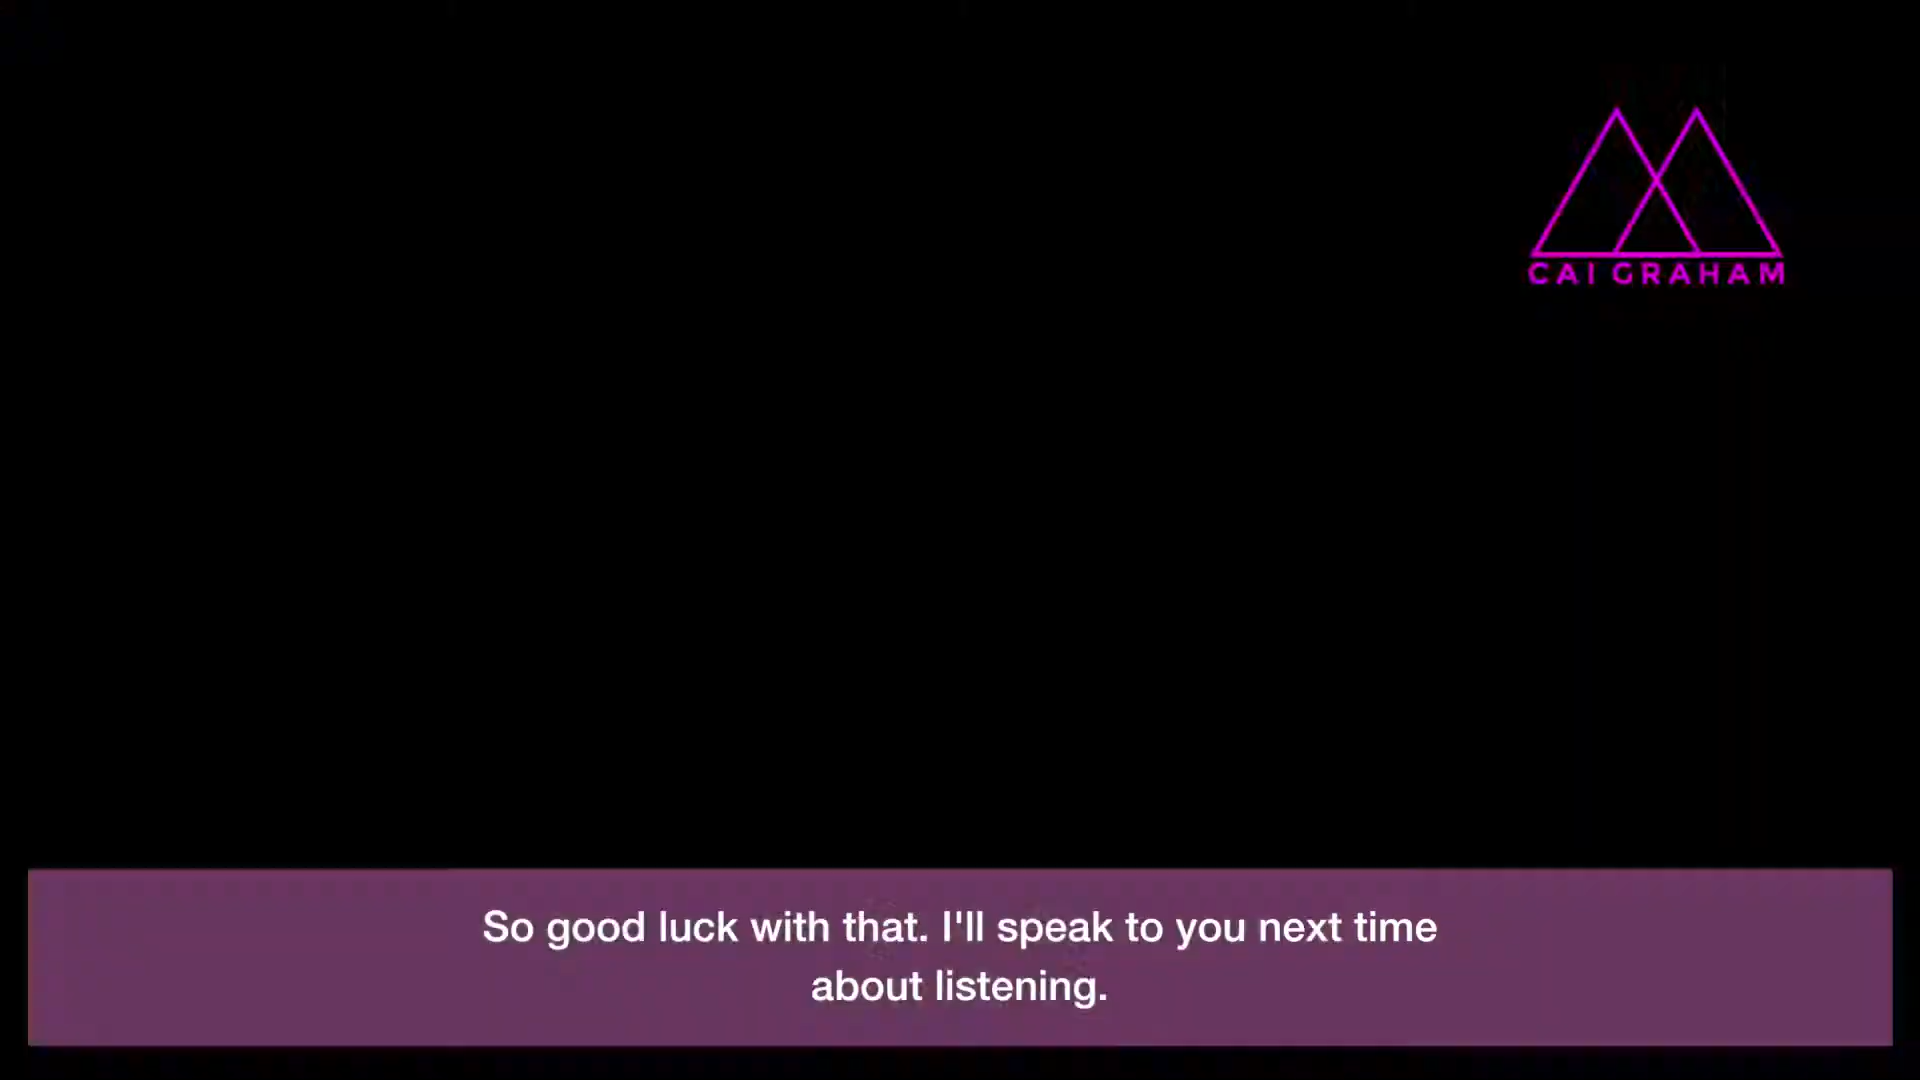 CAI GRAHAM
So good luck with that. I'll speak to you next time
about listening.